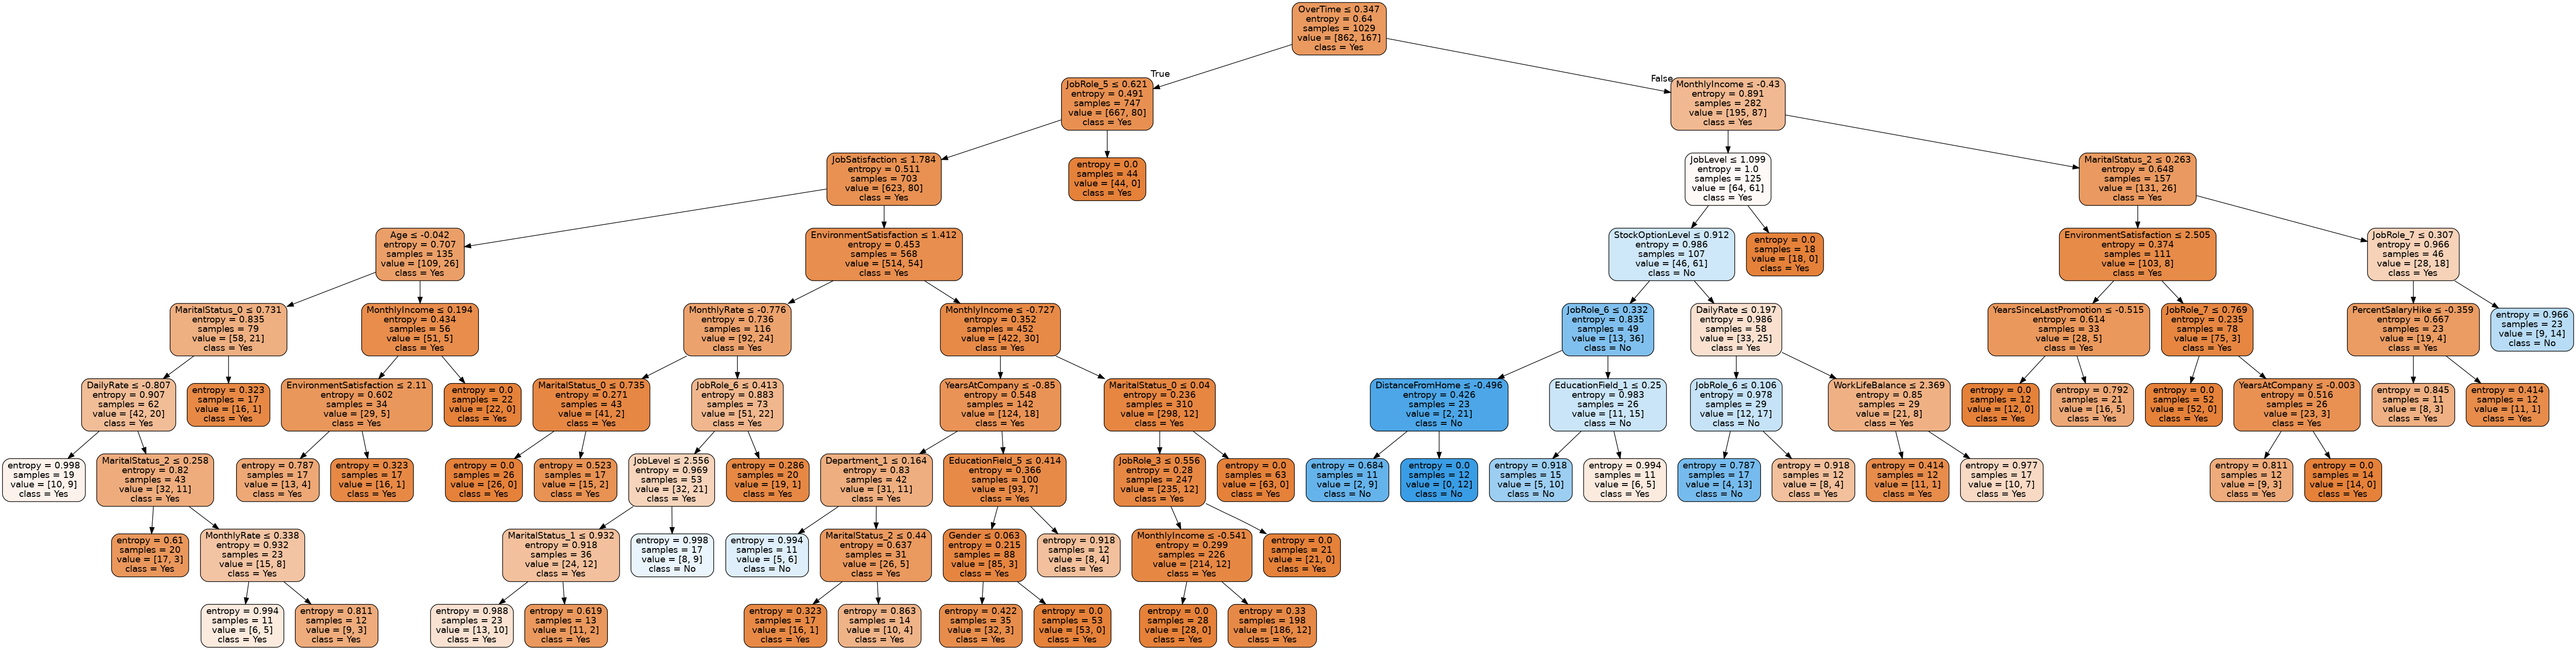 OverTime ≤ 0.347
entropy = 0.64
samples = 1029
value = [862, 167]
class = Yes
True
False
JobRole_5 ≤ 0.621
entropy = 0.491
samples = 747
value = [667, 80]
class = Yes
MonthlyIncome ≤ -0.43
entropy = 0.891
samples = 282
value = [195, 87]
class = Yes
JobSatisfaction ≤ 1.784
entropy = 0.511
samples = 703
value = [623, 80]
class = Yes
entropy = 0.0
samples = 44
value = [44, 0]
class = Yes
JobLevel ≤ 1.099
entropy = 1.0
samples = 125
value = [64, 61]
class = Yes
MaritalStatus_2 ≤ 0.263
entropy = 0.648
samples = 157
value = [131, 26]
class = Yes
Age ≤ -0.042
entropy = 0.707
samples = 135
value = [109, 26]
class = Yes
EnvironmentSatisfaction ≤ 1.412
entropy = 0.453
samples = 568
value = [514, 54]
class = Yes
StockOptionLevel ≤ 0.912
entropy = 0.986
samples = 107
value = [46, 61]
class = No
entropy = 0.0
samples = 18
value = [18, 0]
class = Yes
EnvironmentSatisfaction ≤ 2.505
entropy = 0.374
samples = 111
value = [103, 8]
class = Yes
JobRole_7 ≤ 0.307
entropy = 0.966
samples = 46
value = [28, 18]
class = Yes
MaritalStatus_0 ≤ 0.731
entropy = 0.835
samples = 79
value = [58, 21]
class = Yes
MonthlyIncome ≤ 0.194
entropy = 0.434
samples = 56
value = [51, 5]
class = Yes
MonthlyRate ≤ -0.776
entropy = 0.736
samples = 116
value = [92, 24]
class = Yes
MonthlyIncome ≤ -0.727
entropy = 0.352
samples = 452
value = [422, 30]
class = Yes
JobRole_6 ≤ 0.332
entropy = 0.835
samples = 49
value = [13, 36]
class = No
DailyRate ≤ 0.197
entropy = 0.986
samples = 58
value = [33, 25]
class = Yes
YearsSinceLastPromotion ≤ -0.515
entropy = 0.614
samples = 33
value = [28, 5]
class = Yes
JobRole_7 ≤ 0.769
entropy = 0.235
samples = 78
value = [75, 3]
class = Yes
PercentSalaryHike ≤ -0.359
entropy = 0.667
samples = 23
value = [19, 4]
class = Yes
entropy = 0.966
samples = 23
value = [9, 14]
class = No
DailyRate ≤ -0.807
entropy = 0.907
samples = 62
value = [42, 20]
class = Yes
entropy = 0.323
samples = 17
value = [16, 1]
class = Yes
EnvironmentSatisfaction ≤ 2.11
entropy = 0.602
samples = 34
value = [29, 5]
class = Yes
entropy = 0.0
samples = 22
value = [22, 0]
class = Yes
MaritalStatus_0 ≤ 0.735
entropy = 0.271
samples = 43
value = [41, 2]
class = Yes
JobRole_6 ≤ 0.413
entropy = 0.883
samples = 73
value = [51, 22]
class = Yes
YearsAtCompany ≤ -0.85
entropy = 0.548
samples = 142
value = [124, 18]
class = Yes
MaritalStatus_0 ≤ 0.04
entropy = 0.236
samples = 310
value = [298, 12]
class = Yes
DistanceFromHome ≤ -0.496
entropy = 0.426
samples = 23
value = [2, 21]
class = No
EducationField_1 ≤ 0.25
entropy = 0.983
samples = 26
value = [11, 15]
class = No
JobRole_6 ≤ 0.106
entropy = 0.978
samples = 29
value = [12, 17]
class = No
WorkLifeBalance ≤ 2.369
entropy = 0.85
samples = 29
value = [21, 8]
class = Yes
entropy = 0.0
samples = 12
value = [12, 0]
class = Yes
entropy = 0.792
samples = 21
value = [16, 5]
class = Yes
entropy = 0.0
samples = 52
value = [52, 0]
class = Yes
YearsAtCompany ≤ -0.003
entropy = 0.516
samples = 26
value = [23, 3]
class = Yes
entropy = 0.845
samples = 11
value = [8, 3]
class = Yes
entropy = 0.414
samples = 12
value = [11, 1]
class = Yes
entropy = 0.998
samples = 19
value = [10, 9]
class = Yes
MaritalStatus_2 ≤ 0.258
entropy = 0.82
samples = 43
value = [32, 11]
class = Yes
entropy = 0.787
samples = 17
value = [13, 4]
class = Yes
entropy = 0.323
samples = 17
value = [16, 1]
class = Yes
entropy = 0.0
samples = 26
value = [26, 0]
class = Yes
entropy = 0.523
samples = 17
value = [15, 2]
class = Yes
JobLevel ≤ 2.556
entropy = 0.969
samples = 53
value = [32, 21]
class = Yes
entropy = 0.286
samples = 20
value = [19, 1]
class = Yes
Department_1 ≤ 0.164
entropy = 0.83
samples = 42
value = [31, 11]
class = Yes
EducationField_5 ≤ 0.414
entropy = 0.366
samples = 100
value = [93, 7]
class = Yes
JobRole_3 ≤ 0.556
entropy = 0.28
samples = 247
value = [235, 12]
class = Yes
entropy = 0.0
samples = 63
value = [63, 0]
class = Yes
entropy = 0.684
samples = 11
value = [2, 9]
class = No
entropy = 0.0
samples = 12
value = [0, 12]
class = No
entropy = 0.918
samples = 15
value = [5, 10]
class = No
entropy = 0.994
samples = 11
value = [6, 5]
class = Yes
entropy = 0.787
samples = 17
value = [4, 13]
class = No
entropy = 0.918
samples = 12
value = [8, 4]
class = Yes
entropy = 0.414
samples = 12
value = [11, 1]
class = Yes
entropy = 0.977
samples = 17
value = [10, 7]
class = Yes
entropy = 0.811
samples = 12
value = [9, 3]
class = Yes
entropy = 0.0
samples = 14
value = [14, 0]
class = Yes
entropy = 0.61
samples = 20
value = [17, 3]
class = Yes
MonthlyRate ≤ 0.338
entropy = 0.932
samples = 23
value = [15, 8]
class = Yes
MaritalStatus_1 ≤ 0.932
entropy = 0.918
samples = 36
value = [24, 12]
class = Yes
entropy = 0.998
samples = 17
value = [8, 9]
class = No
entropy = 0.994
samples = 11
value = [5, 6]
class = No
MaritalStatus_2 ≤ 0.44
entropy = 0.637
samples = 31
value = [26, 5]
class = Yes
Gender ≤ 0.063
entropy = 0.215
samples = 88
value = [85, 3]
class = Yes
entropy = 0.918
samples = 12
value = [8, 4]
class = Yes
MonthlyIncome ≤ -0.541
entropy = 0.299
samples = 226
value = [214, 12]
class = Yes
entropy = 0.0
samples = 21
value = [21, 0]
class = Yes
entropy = 0.994
samples = 11
value = [6, 5]
class = Yes
entropy = 0.811
samples = 12
value = [9, 3]
class = Yes
entropy = 0.988
samples = 23
value = [13, 10]
class = Yes
entropy = 0.619
samples = 13
value = [11, 2]
class = Yes
entropy = 0.323
samples = 17
value = [16, 1]
class = Yes
entropy = 0.863
samples = 14
value = [10, 4]
class = Yes
entropy = 0.422
samples = 35
value = [32, 3]
class = Yes
entropy = 0.0
samples = 53
value = [53, 0]
class = Yes
entropy = 0.0
samples = 28
value = [28, 0]
class = Yes
entropy = 0.33
samples = 198
value = [186, 12]
class = Yes